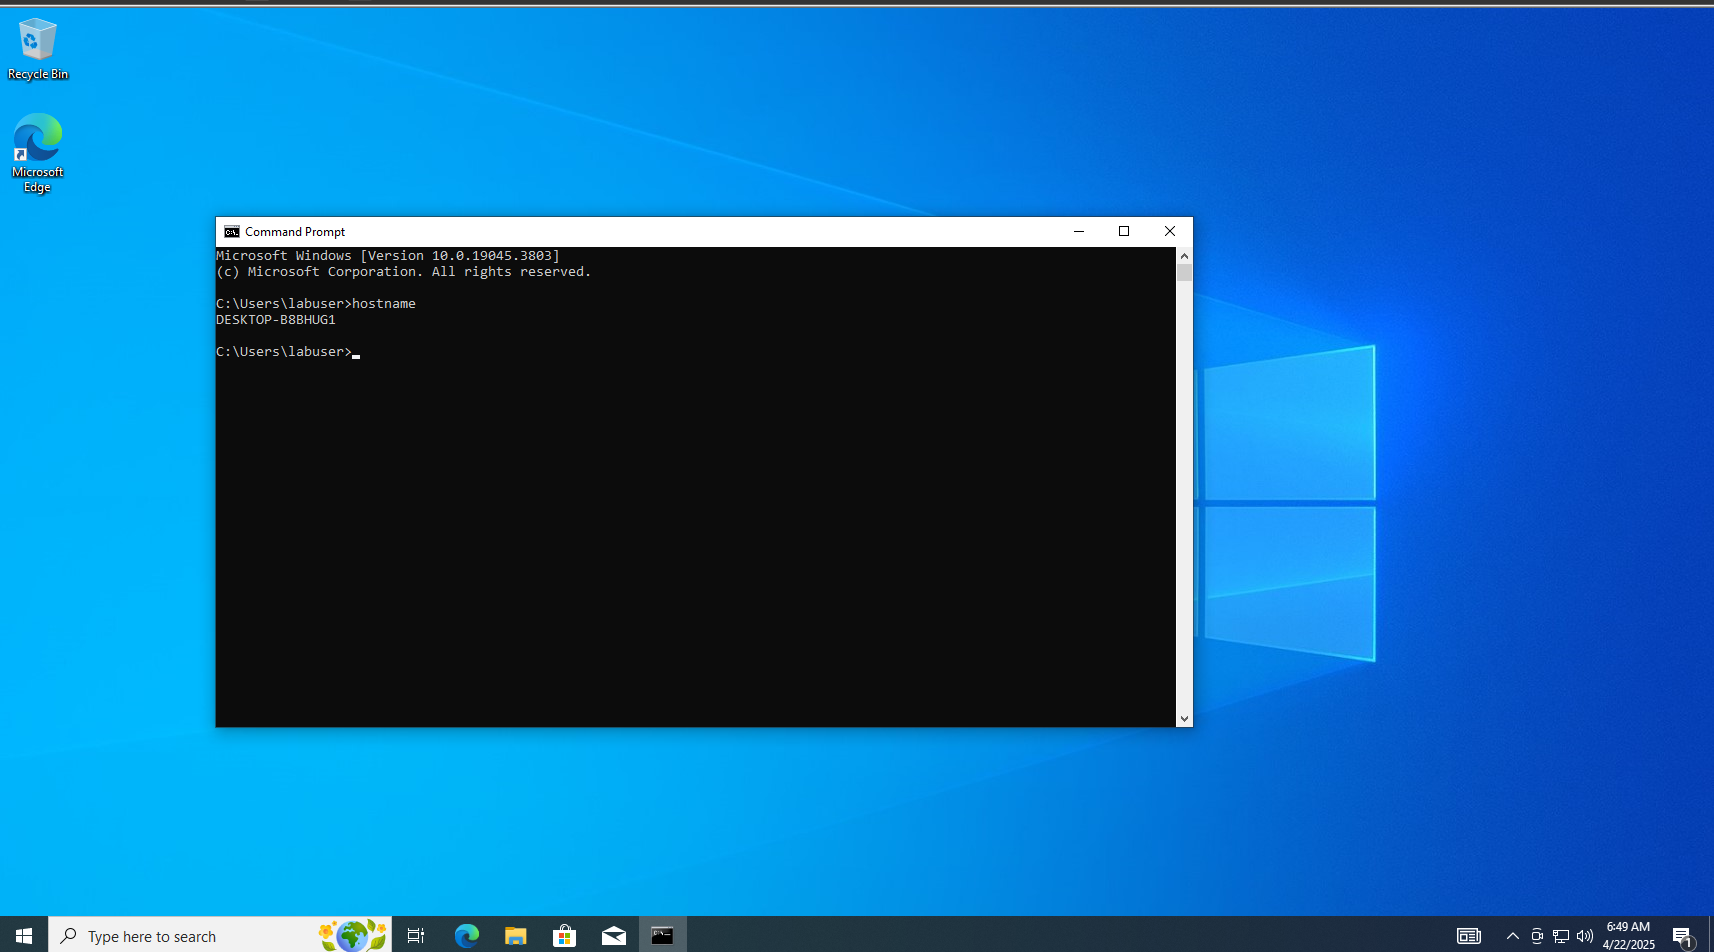 Recycle Bin
Microsoft
Edge
Command Prompt
Microsoft Windows [Version 10.0.19045.3803]
(c) Microsoft Corporation. All rights reserved.
C:\Users\labuser>hostname
DESKTOP-B8BHUG1
C:\Users\labuser>
Type here to search
6:49 AM
4/22/2025
1